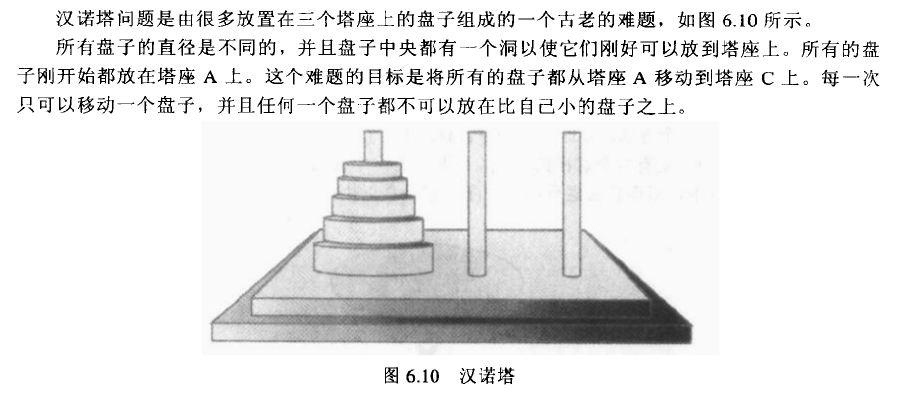 汉诺塔问题是由很多放置在三个塔座上的盘子组成的一个古老的难题，如图 6.10 所示。
所有盘子的直径是不同的，并且盘子中央都有一个洞以使它们刚好可以放到塔座上。所有的盘
子刚开始都放在塔座 A 上。这个难题的目标是将所有的盘子都从塔座 A 移动到塔座 C 上。每一次
只可以移动一个盘子，并且任何一个盘子都不可以放在比自己小的盘子之上。
图 6.10 汉诺塔